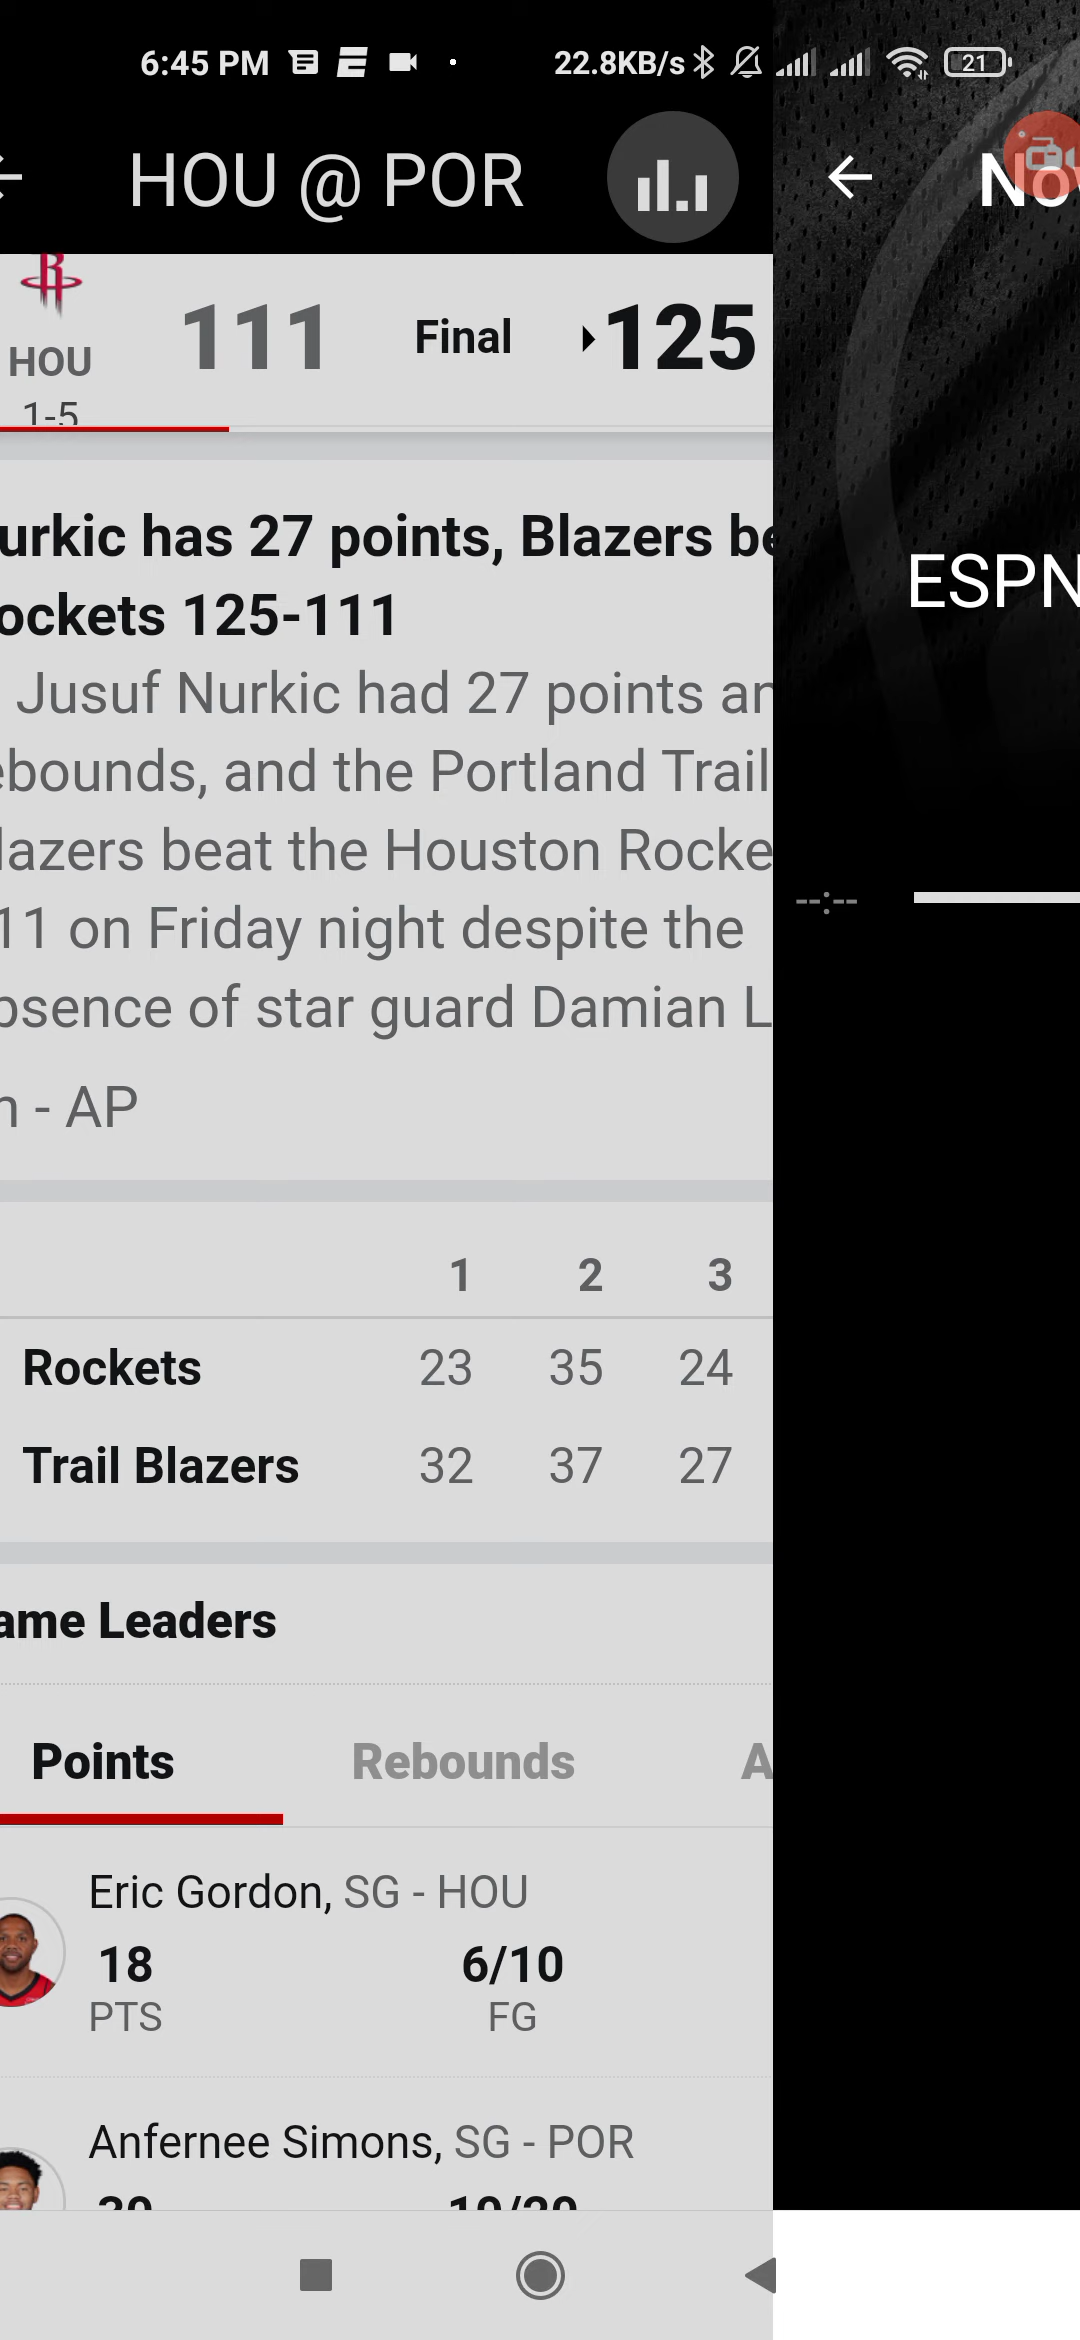 6:45 PM 22.8KB/s 21
HOU @ POR
HOU 111 Final 125
1-5
urkic has 27 points, Blazers be
ockets 125-111
Jusuf Nurkic had 27 points an
ebounds, and the Portland Trail
lazers beat the Houston Rocke
11 on Friday night despite the
bsence of star guard Damian L
n - AP
1 2 3
Rockets 23 35 24
Trail Blazers 32 37 27
ame Leaders
Points Rebounds A
Eric Gordon, SG - HOU
18 6/10
PTS FG
Anfernee Simons, SG - POR
ESPN
--:--